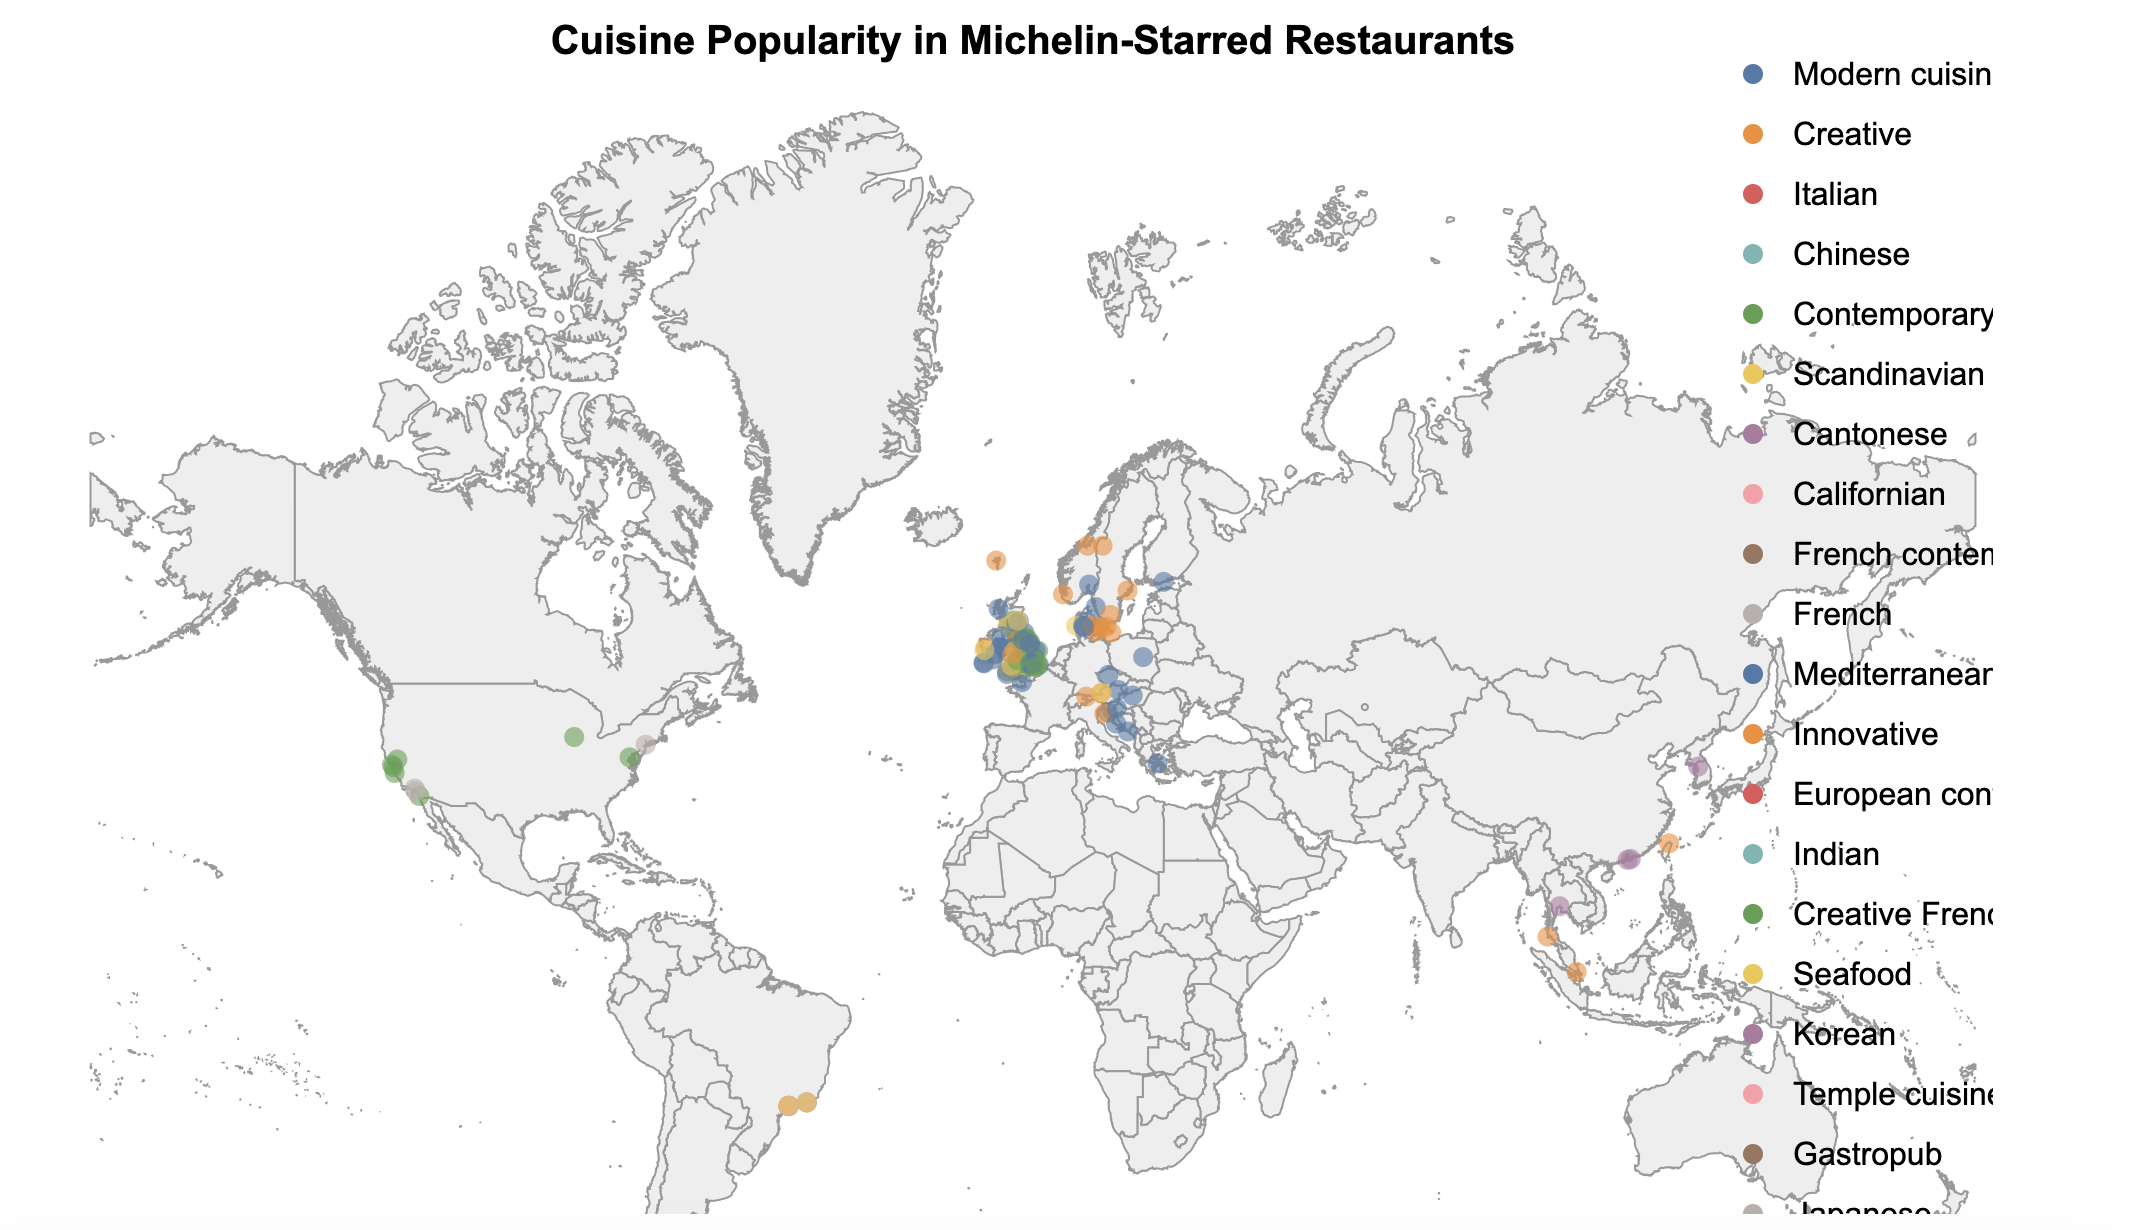 Cuisine Popularity in Michelin-Starred Restaurants
Modern cuisin
Creative
Italian
Chinese
Contemporary
Scandinavian
Cantonese
Californian
French conten
French
Mediterranear
Innovative
European con
Indian
Creative Frenc
Seafood
Korean
Temple cuisine
Gastropub
Japanese